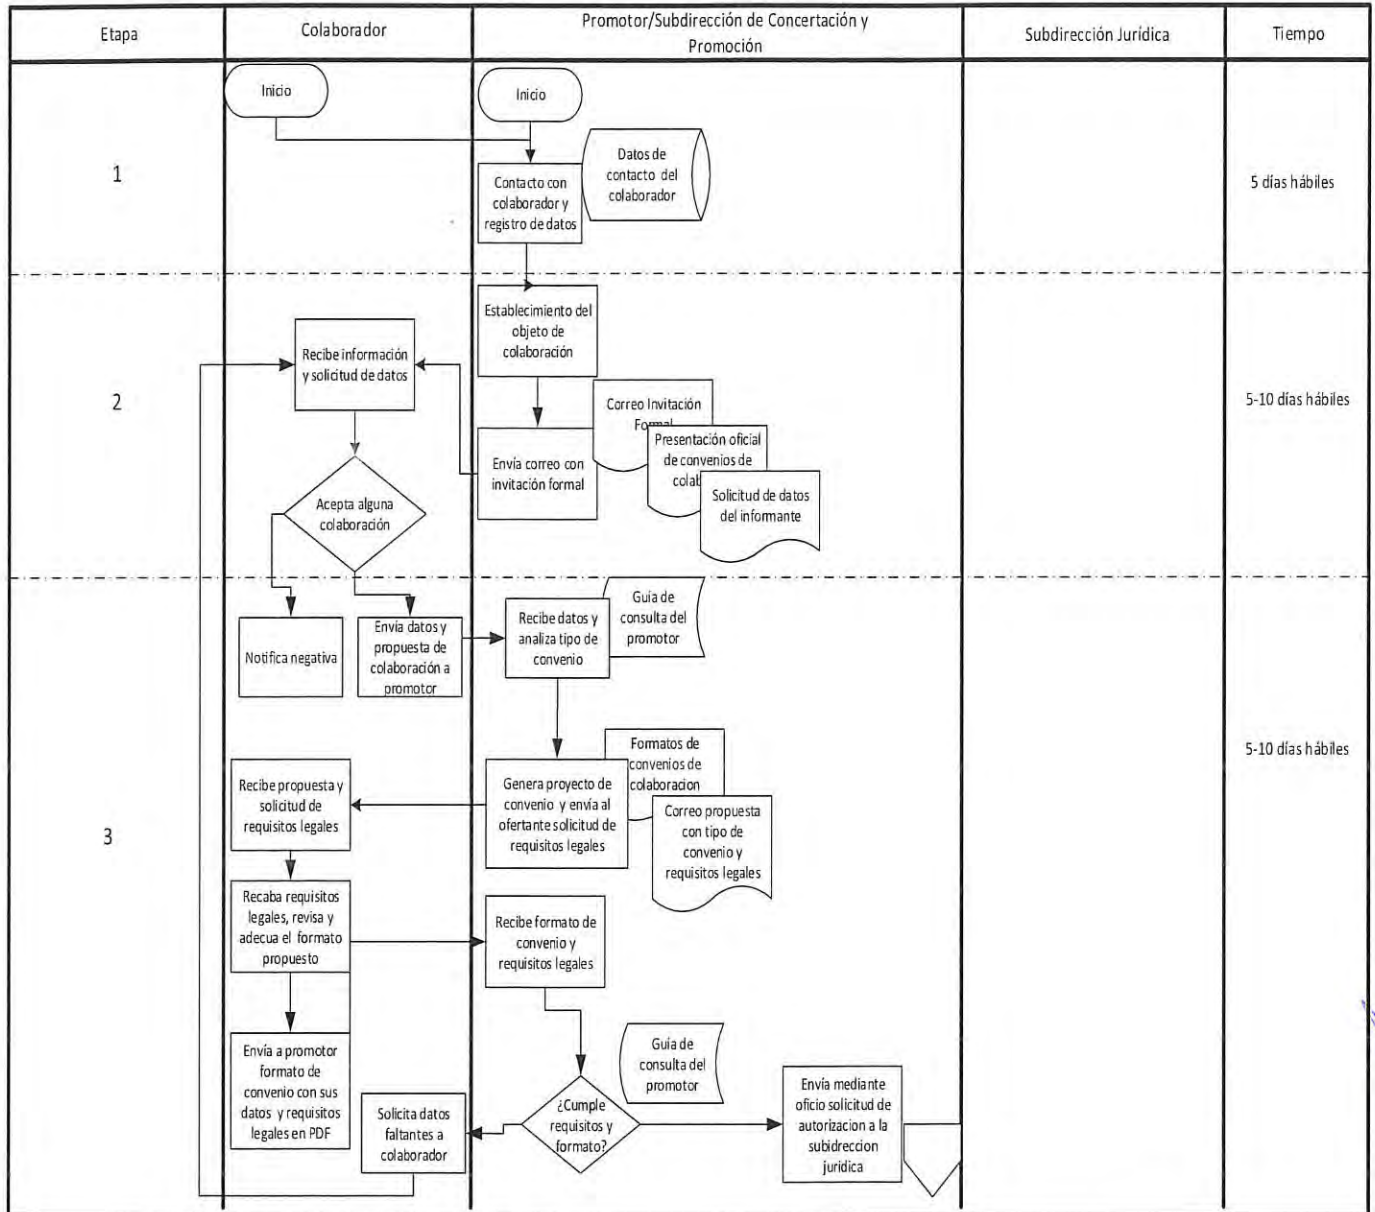 Etapa
Colaborador
Promotor/Subdirección de Concertación y
Promoción
Subdirección Jurídica
Tiempo
1
Inicio
Inicio
Contacto con
colaborador y
registro de datos
Datos de
contacto del
colaborador
5 días hábiles
2
Establecimiento del
objeto de
colaboración
Recibe información
y solicitud de datos
Envía correo con
invitación formal
Correo Invitación
Formal
Presentación oficial
de convenios de
colab
Solicitud de datos
del informante
Acepta alguna
colaboración
5-10 días hábiles
3
Notifica negativa
Envía datos y
propuesta de
colaboración a
promotor
Recibe datos y
analiza tipo de
convenio
Guía de
consulta del
promotor
Genera proyecto de
convenio y envía al
ofertante solicitud de
requisitos legales
Formatos de
convenios de
colaboracion
Correo propuesta
con tipo de
convenio y
requisitos legales
5-10 días hábiles
Recibe propuesta y
solicitud de
requisitos legales
Recaba requisitos
legales, revisa y
adecua el formato
propuesto
Recibe formato de
convenio y
requisitos legales
Envía a promotor
formato de
convenio con sus
datos y requisitos
legales en PDF
Solicita datos
faltantes a
colaborador
¿Cumple
requisitos y
formato?
Guía de
consulta del
promotor
Envía mediante
oficio solicitud de
autorizacion a la
subidreccion
juridica